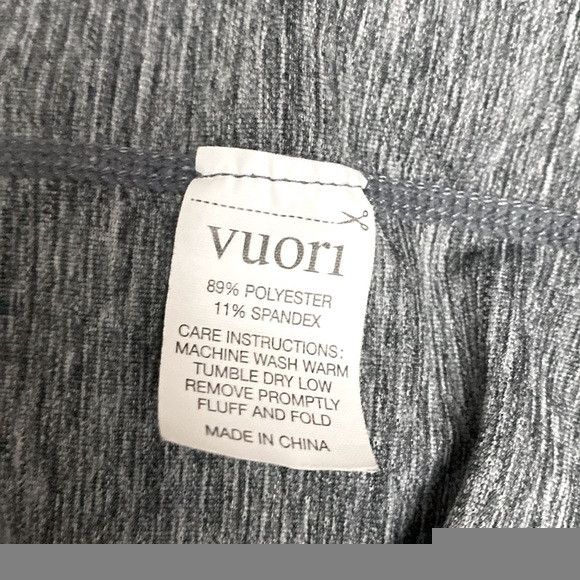 vuori
89% POLYESTER
11% SPANDEX
CARE INSTRUCTIONS:
MACHINE WASH WARM
TUMBLE DRY LOW
REMOVE PROMPTLY
FLUFF AND FOLD
MADE IN CHINA